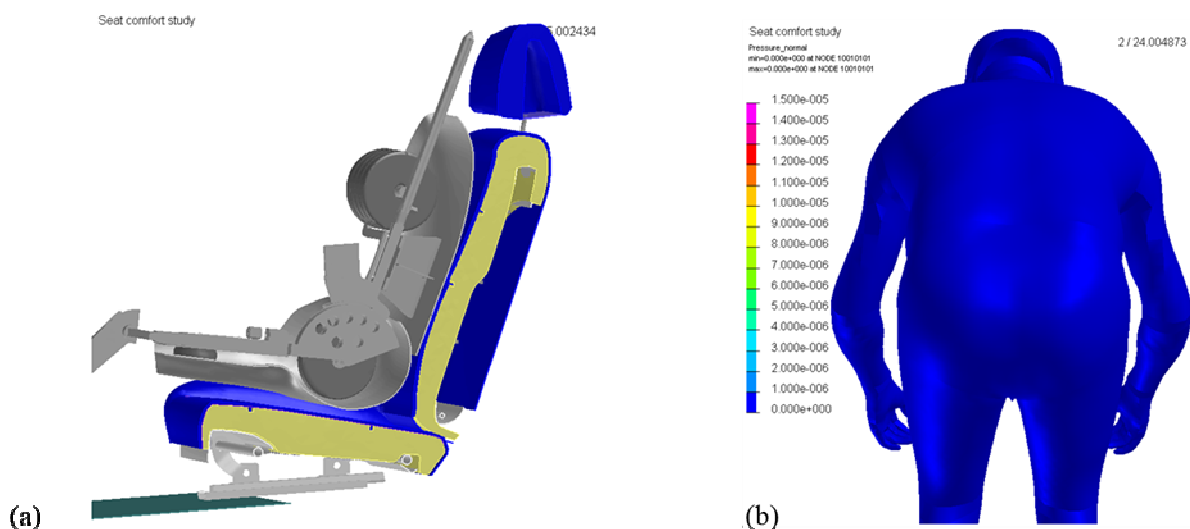 Seat comfort study
.002434
(a)
Seat comfort study
2 / 24.004873
Pressure_normal
min=0.000e+000 at NODE 10010101
max=0.000e+000 at NODE 10010101
1.500e-005
1.400e-005
1.300e-005
1.200e-005
1.100e-005
1.000e-005
9.000e-006
8.000e-006
7.000e-006
6.000e-006
5.000e-006
4.000e-006
3.000e-006
2.000e-006
1.000e-006
0.000e+000
(b)